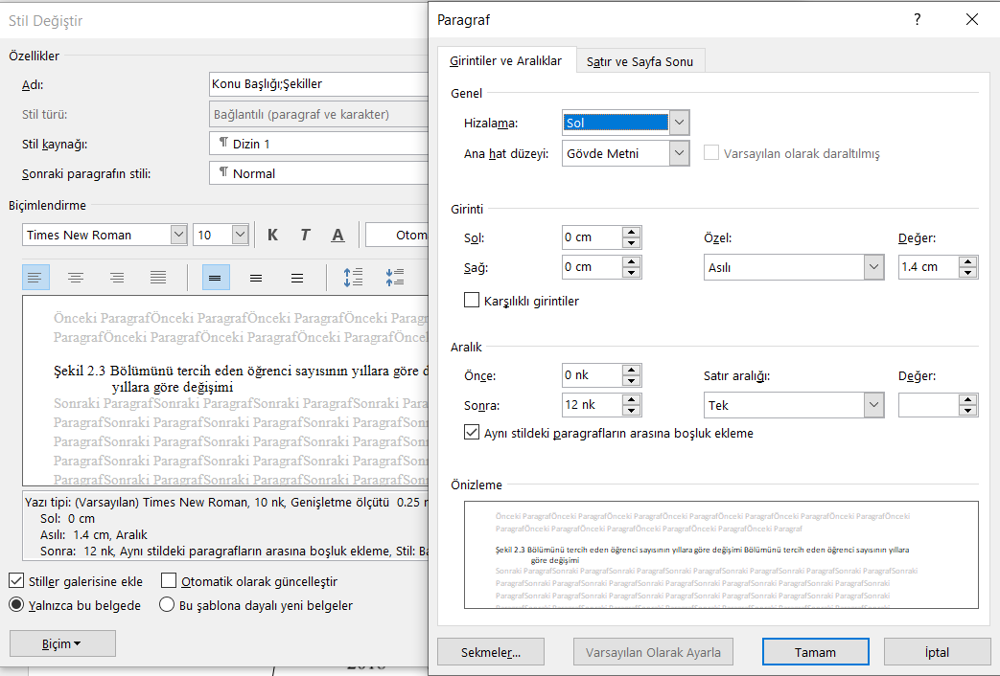 Stil Değiştir
Özellikler
Adı:
Konu Başlığı;Şekiller
Stil türü:
Bağlantılı (paragraf ve karakter)
Stil kaynağı:
¶ Dizin 1
Sonraki paragrafın stili:
¶ Normal
Biçimlendirme
Times New Roman
10
K T A
Otom
Önceki ParagrafÖnceki ParagrafÖnceki ParagrafÖnceki Paragraf
ParagrafÖnceki ParagrafÖnceki ParagrafÖnceki ParagrafÖnce
Şekil 2.3 Bölümünü tercih eden öğrenci sayısının yıllara göre d
yıllara göre değişimi
Sonraki ParagrafSonraki ParagrafSonraki ParagrafSonraki
ParagrafSonraki ParagrafSonraki ParagrafSonraki ParagrafSon
ParagrafSonraki ParagrafSonraki ParagrafSonraki ParagrafSon
ParagrafSonraki ParagrafSonraki ParagrafSonraki ParagrafSon
ParagrafSonraki ParagrafSonraki ParagrafSonraki ParagrafSon
Yazı tipi: (Varsayılan) Times New Roman, 10 nk, Genişletme ölçütü 0.25
Sol: 0 cm
Asılı: 1.4 cm, Aralık
Sonra: 12 nk, Aynı stildeki paragrafların arasına boşluk ekleme, Stil: Ba
Stiller galerisine ekle
Otomatik olarak güncelleştir
Yalnızca bu belgede
Bu şablona dayalı yeni belgeler
Biçim
Paragraf
?
Girintiler ve Aralıklar
Satır ve Sayfa Sonu
Genel
Hizalama:
Sol
Ana hat düzeyi:
Gövde Metni
Varsayılan olarak daraltılmış
Girinti
Sol:
0 cm
Özel:
Değer:
Sağ:
0 cm
Asılı
1.4 cm
Karşılıklı girintiler
Aralık
Önce:
0 nk
Satır aralığı:
Değer:
Sonra:
12 nk
Tek
Aynı stildeki paragrafların arasına boşluk ekleme
Önizleme
Önceki ParagrafÖnceki ParagrafÖnceki ParagrafÖnceki ParagrafÖnceki ParagrafÖnceki ParagrafÖnceki
ParagrafÖnceki ParagrafÖnceki ParagrafÖnceki ParagrafÖnceki Paragraf
Şekil 2.3 Bölümünü tercih eden öğrenci sayısının yıllara göre değişimi Bölümünü tercih eden öğrenci sayısının yıllara
göre değişimi
Sonraki ParagrafSonraki ParagrafSonraki ParagrafSonraki ParagrafSonraki ParagrafSonraki ParagrafSonraki
ParagrafSonraki ParagrafSonraki ParagrafSonraki ParagrafSonraki ParagrafSonraki ParagrafSonraki
ParagrafSonraki ParagrafSonraki ParagrafSonraki ParagrafSonraki ParagrafSonraki ParagrafSonraki
ParagrafSonraki ParagrafSonraki ParagrafSonraki ParagrafSonraki ParagrafSonraki ParagrafSonraki
Sekmeler...
Varsayılan Olarak Ayarla
Tamam
İptal